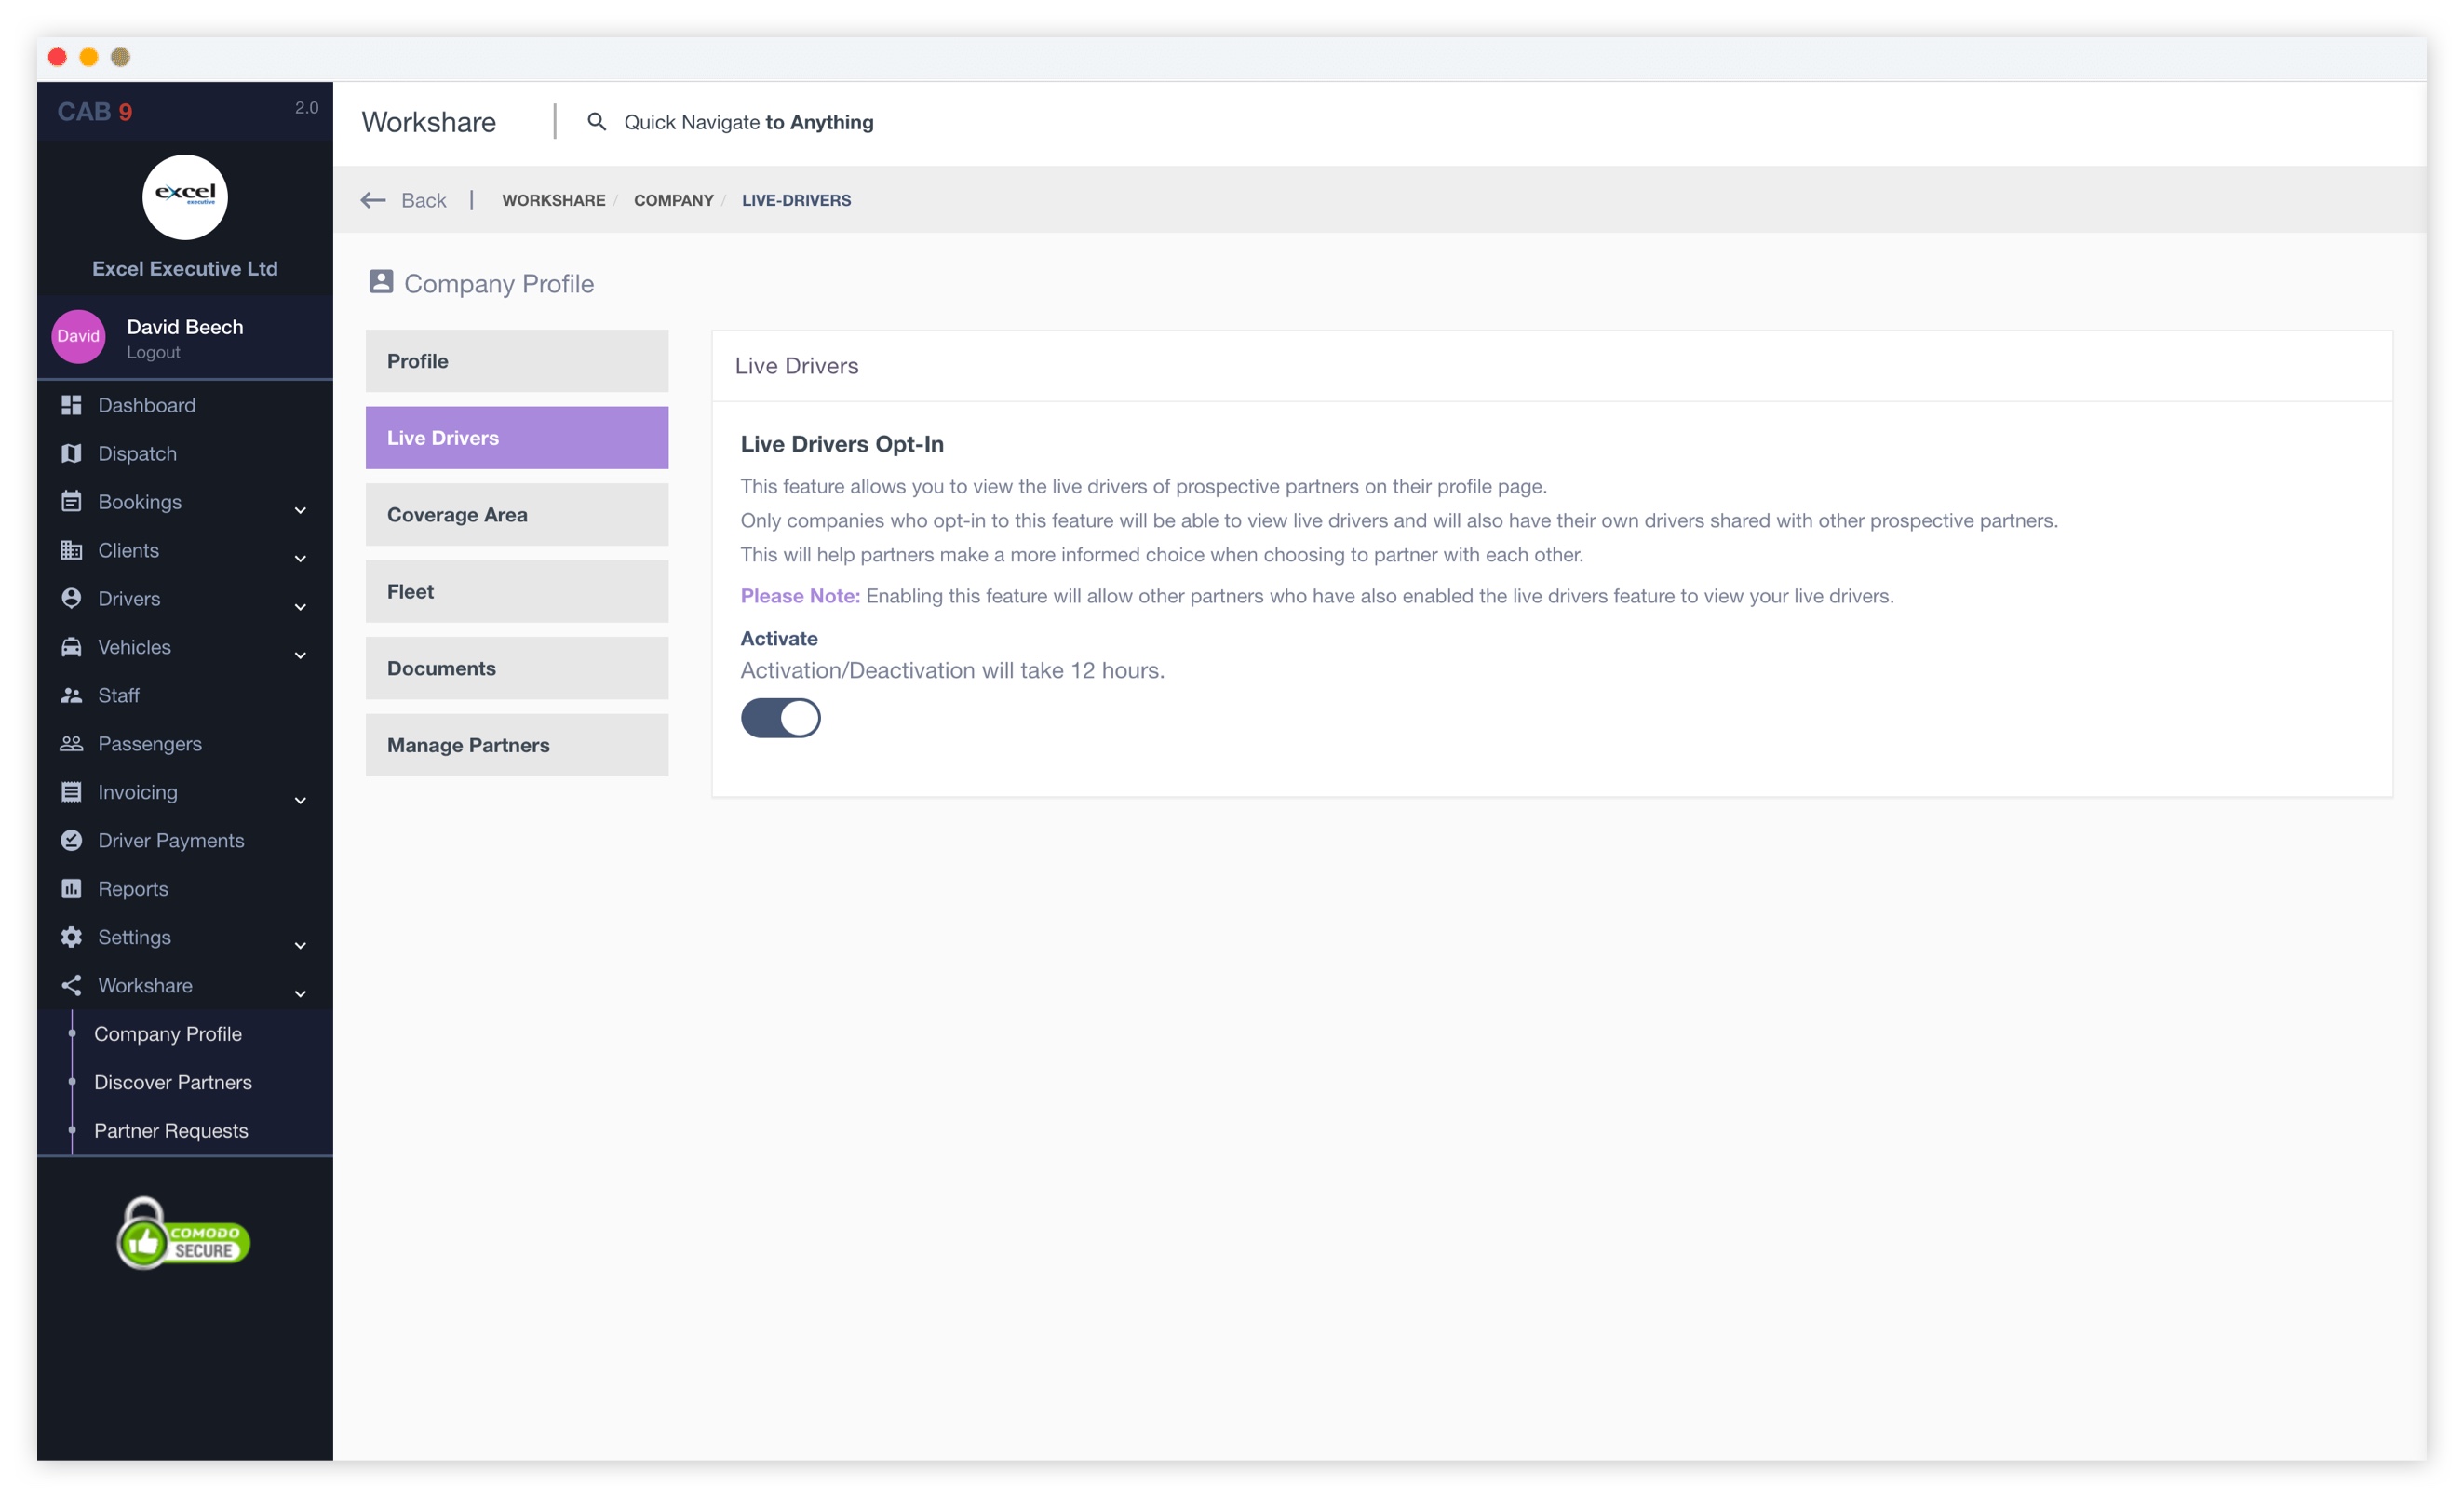 CAB 9
2.0
excel
executive
Excel Executive Ltd
David
David Beech
Logout
Dashboard
Dispatch
Bookings
Clients
Drivers
Vehicles
Staff
Passengers
Invoicing
Driver Payments
Reports
Settings
Workshare
Company Profile
Discover Partners
Partner Requests
COMODO
SECURE
Workshare
Quick Navigate to Anything
Back | WORKSHARE / COMPANY / LIVE-DRIVERS
Company Profile
Profile
Live Drivers
Coverage Area
Fleet
Documents
Manage Partners
Live Drivers
Live Drivers Opt-In
This feature allows you to view the live drivers of prospective partners on their profile page.
Only companies who opt-in to this feature will be able to view live drivers and will also have their own drivers shared with other prospective partners.
This will help partners make a more informed choice when choosing to partner with each other.
Please Note: Enabling this feature will allow other partners who have also enabled the live drivers feature to view your live drivers.
Activate
Activation/Deactivation will take 12 hours.